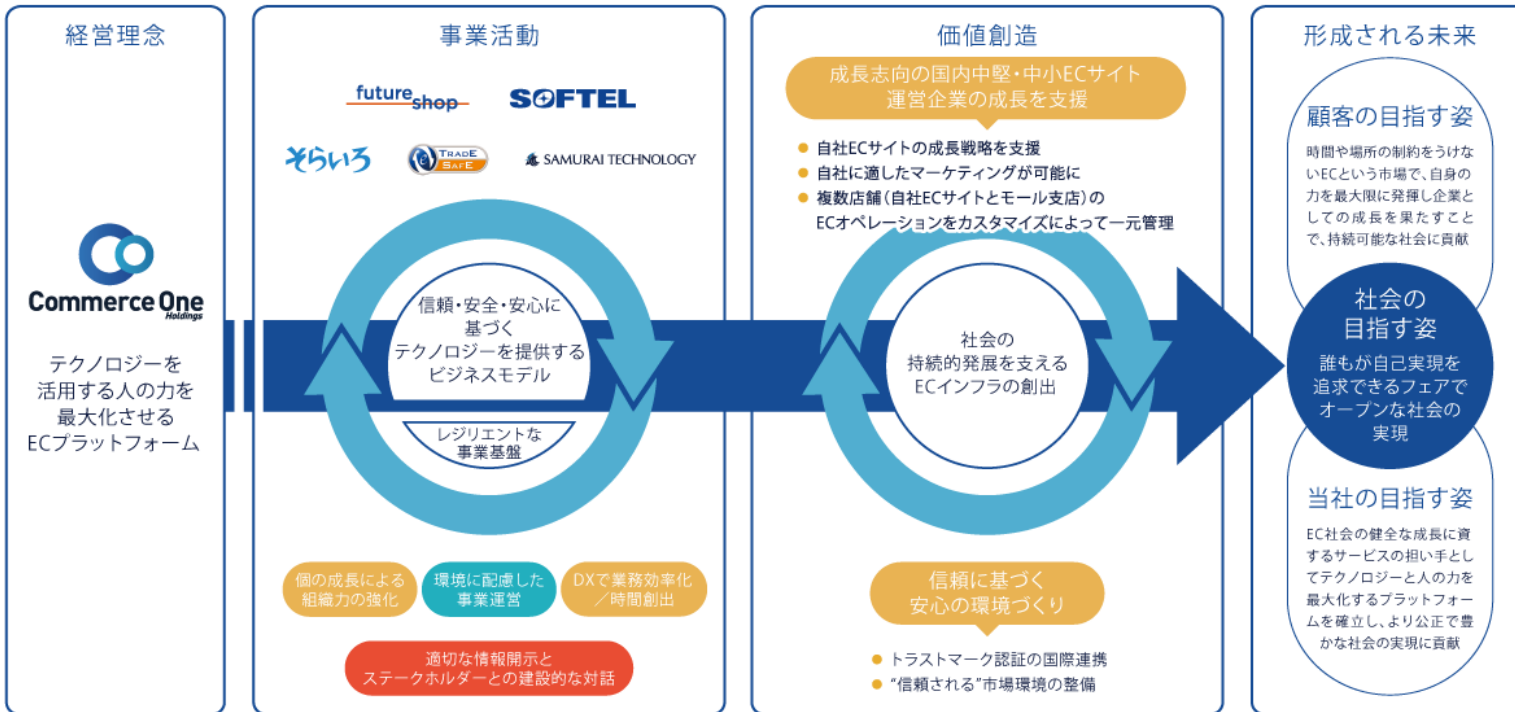 経営理念
Commerce One
Holdings
テクノロジーを
活用する人の力を
最大化させる
ECプラットフォーム
事業活動
future shop
SOFTEL
そらいろ
TRADE
SAFE
SAMURAI TECHNOLOGY
信頼・安全・安心に
基づく
テクノロジーを提供する
ビジネスモデル
レジリエントな
事業基盤
個の成長による
組織力の強化
環境に配慮した
事業運営
DXで業務効率化
／時間創出
適切な情報開示と
ステークホルダーとの建設的な対話
価値創造
成長志向の国内中堅・中小ECサイト
運営企業の成長を支援
● 自社ECサイトの成長戦略を支援
● 自社に適したマーケティングが可能に
● 複数店舗（自社ECサイトとモール支店）の
ECオペレーションをカスタマイズによって一元管理
社会の
持続的発展を支える
ECインフラの創出
信頼に基づく
安心の環境づくり
● トラストマーク認証の国際連携
● “信頼される”市場環境の整備
形成される未来
顧客の目指す姿
時間や場所の制約をうけな
いECという市場で、自身の
力を最大限に発揮し企業と
しての成長を果たすこと
で、持続可能な社会に貢献
社会の
目指す姿
誰もが自己実現を
追求できるフェアで
オープンな社会の
実現
当社の目指す姿
EC社会の健全な成長に資
するサービスの担い手とし
てテクノロジーと人の力を
最大化するプラットフォー
ムを確立し、より公正で豊
かな社会の実現に貢献